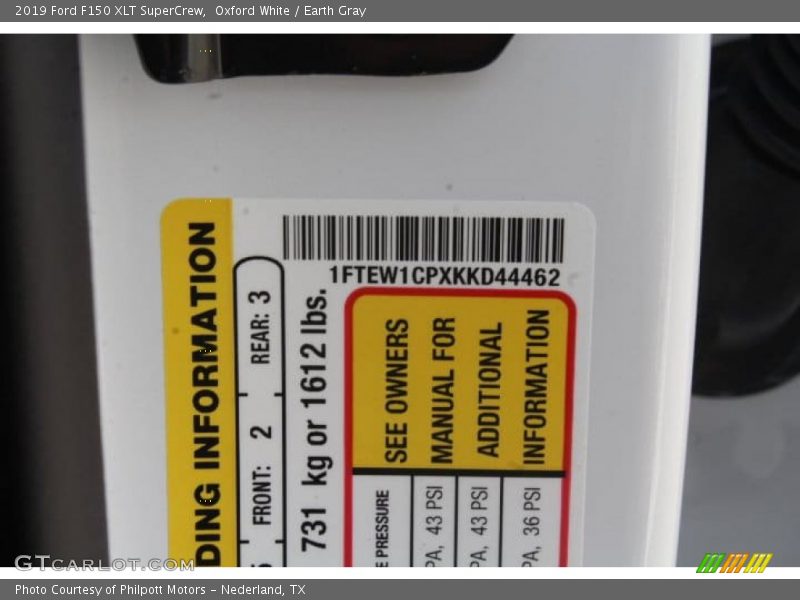 2019 Ford F150 XLT SuperCrew,  Oxford White / Earth Gray
1FTEW1CPXKKD44462
DING INFORMATION
FRONT: 2 REAR: 3
731 kg or 1612 lbs.
SEE OWNERS
MANUAL FOR
ADDITIONAL
INFORMATION
PRESSURE
PA, 43 PSI
PA, 43 PSI
PA, 36 PSI
GTCARLOT.COM
Photo Courtesy of Philpott Motors – Nederland, TX